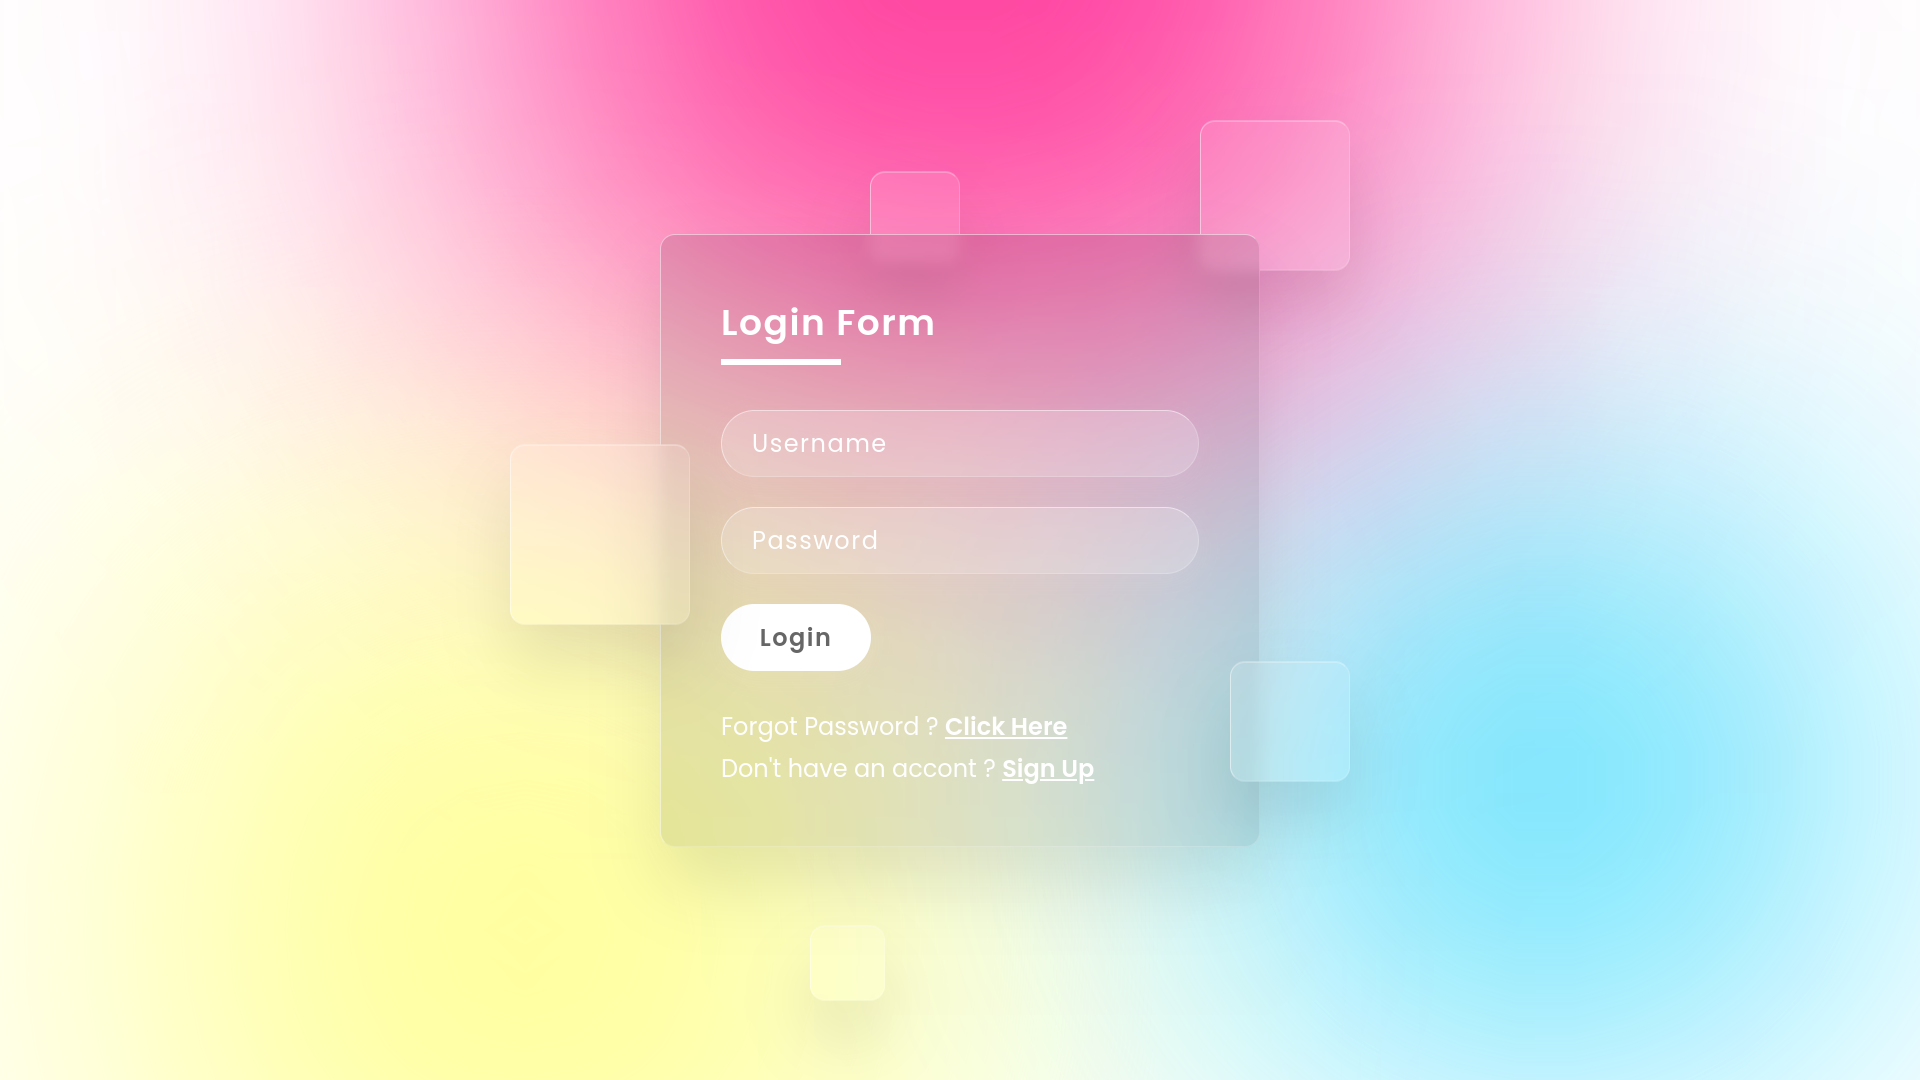 Login Form
Username
Password
Login
Forgot Password ? Click Here
Don't have an accont ? Sign Up